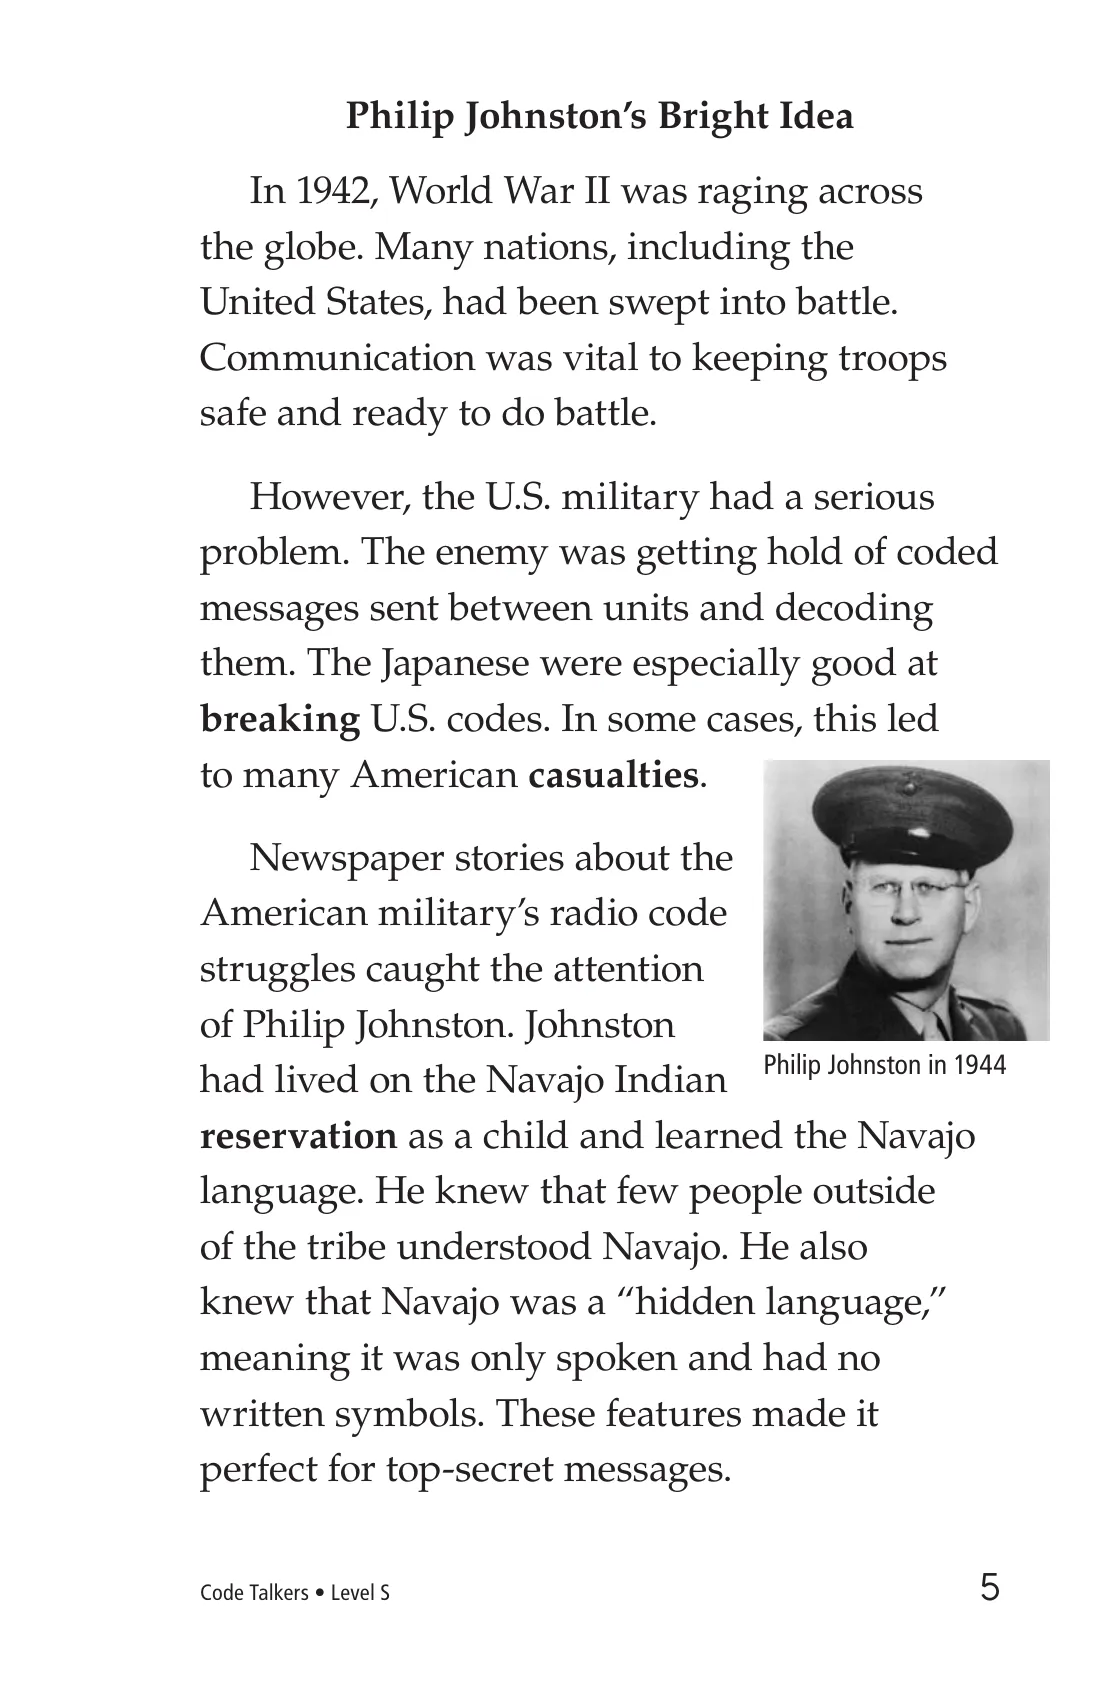 Philip Johnston’s Bright Idea
In 1942, World War II was raging across
the globe. Many nations, including the
United States, had been swept into battle.
Communication was vital to keeping troops
safe and ready to do battle.
However, the U.S. military had a serious
problem. The enemy was getting hold of coded
messages sent between units and decoding
them. The Japanese were especially good at
breaking U.S. codes. In some cases, this led
to many American casualties.
Newspaper stories about the
American military’s radio code
struggles caught the attention
of Philip Johnston. Johnston
had lived on the Navajo Indian
reservation as a child and learned the Navajo
language. He knew that few people outside
of the tribe understood Navajo. He also
knew that Navajo was a “hidden language,”
meaning it was only spoken and had no
written symbols. These features made it
perfect for top-secret messages.
Philip Johnston in 1944
Code Talkers • Level S
5